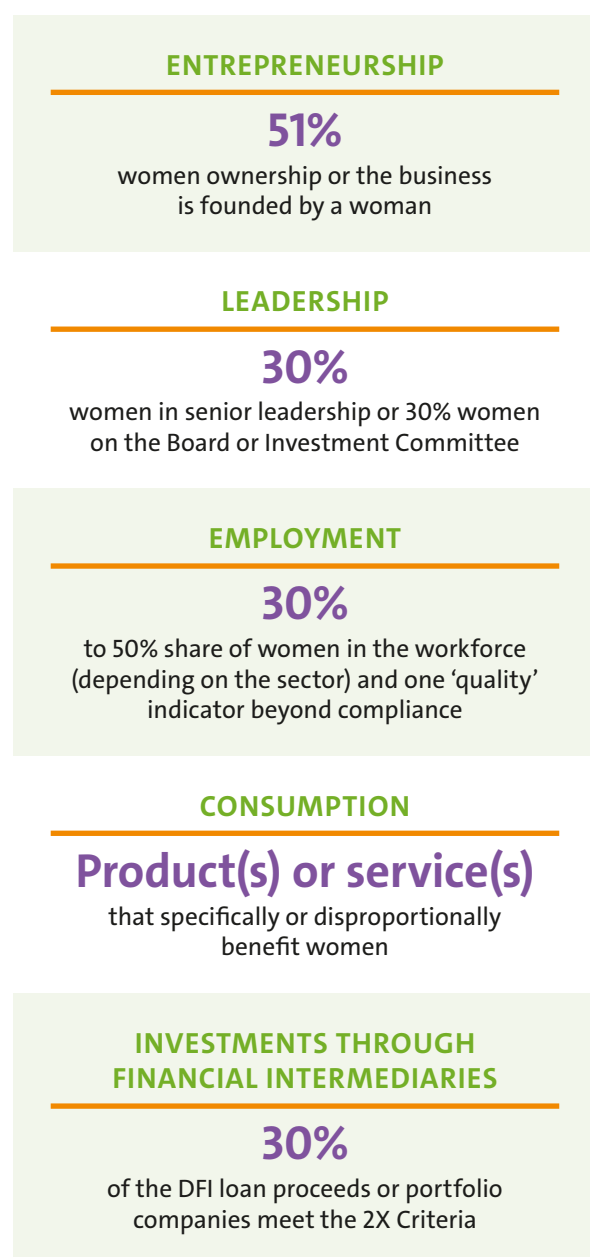 ENTREPRENEURSHIP
51%
women ownership or the business
is founded by a woman
LEADERSHIP
30%
women in senior leadership or 30% women
on the Board or Investment Committee
EMPLOYMENT
30%
to 50% share of women in the workforce
(depending on the sector) and one ‘quality’
indicator beyond compliance
CONSUMPTION
Product(s) or service(s)
that specifically or disproportionally
benefit women
INVESTMENTS THROUGH
FINANCIAL INTERMEDIARIES
30%
of the DFI loan proceeds or portfolio
companies meet the 2X Criteria